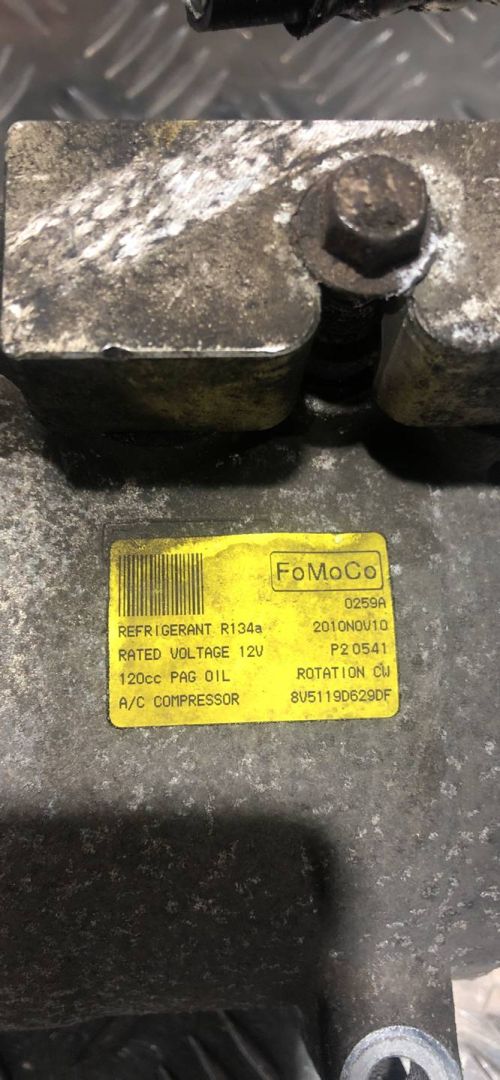 FoMoCo
0259A
REFRIGERANT R134a 2010NOV10
RATED VOLTAGE 12V P2 0541
120cc PAG OIL ROTATION CW
A/C COMPRESSOR 8V5119D629DF